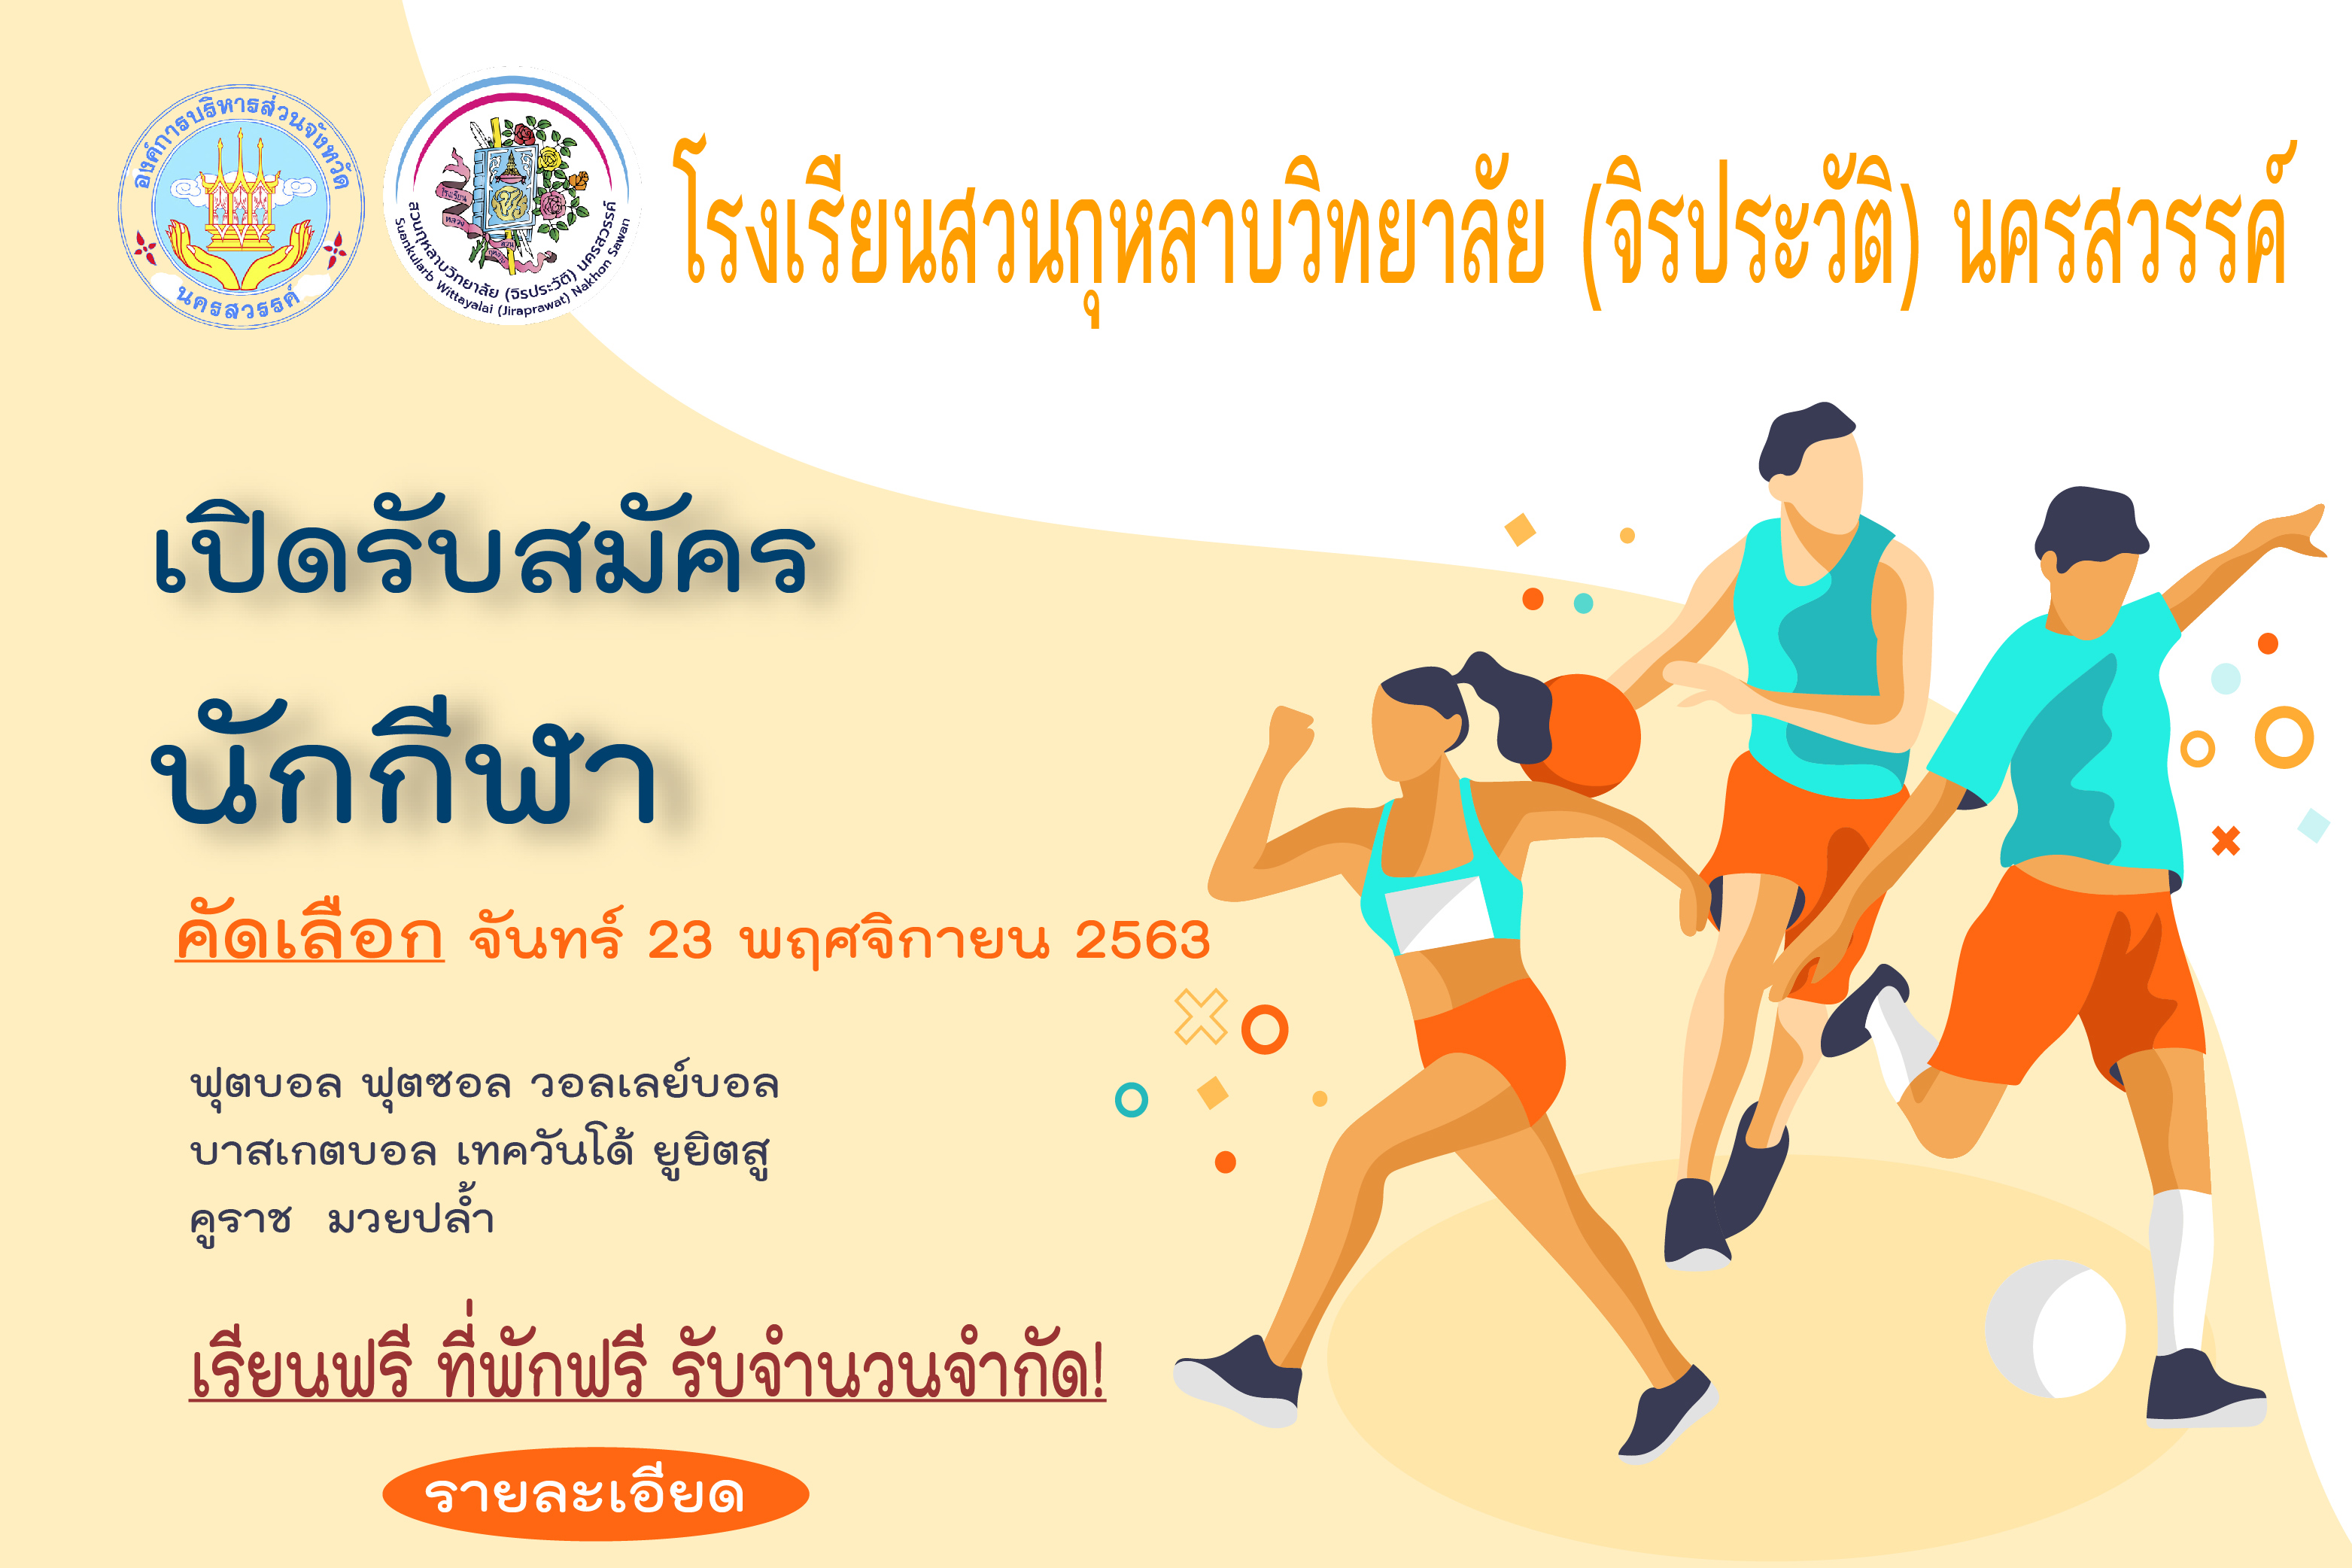 องค์การบริหารส่วนจังหวัด
นครสวรรค์
สวนกุหลาบวิทยาลัย (จิรประวัติ) นครสวรรค์
Suankularb Wittayalai (Jiraprawat) Nakhon Sawan
โรงเรียนสวนกุหลาบวิทยาลัย (จิรประวัติ) นครสวรรค์
เปิดรับสมัคร
นักกีฬา
คัดเลือก จันทร์ 23 พฤศจิกายน 2563
ฟุตบอล ฟุตซอล วอลเลย์บอล
บาสเกตบอล เทควันโด้ ยูยิตสู
คูราช มวยปล้ำ
เรียนฟรี ที่พักฟรี รับจำนวนจำกัด!
รายละเอียด